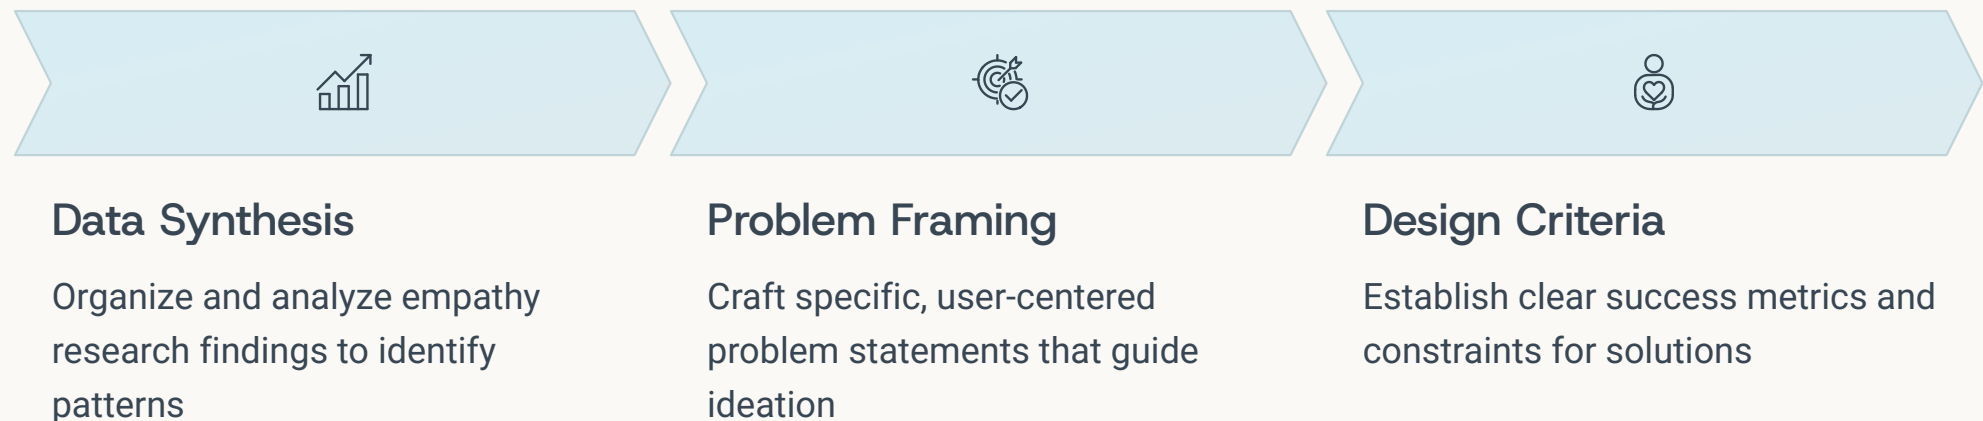 Data Synthesis
Organize and analyze empathy
research findings to identify
patterns
Problem Framing
Craft specific, user-centered
problem statements that guide
ideation
Design Criteria
Establish clear success metrics and
constraints for solutions